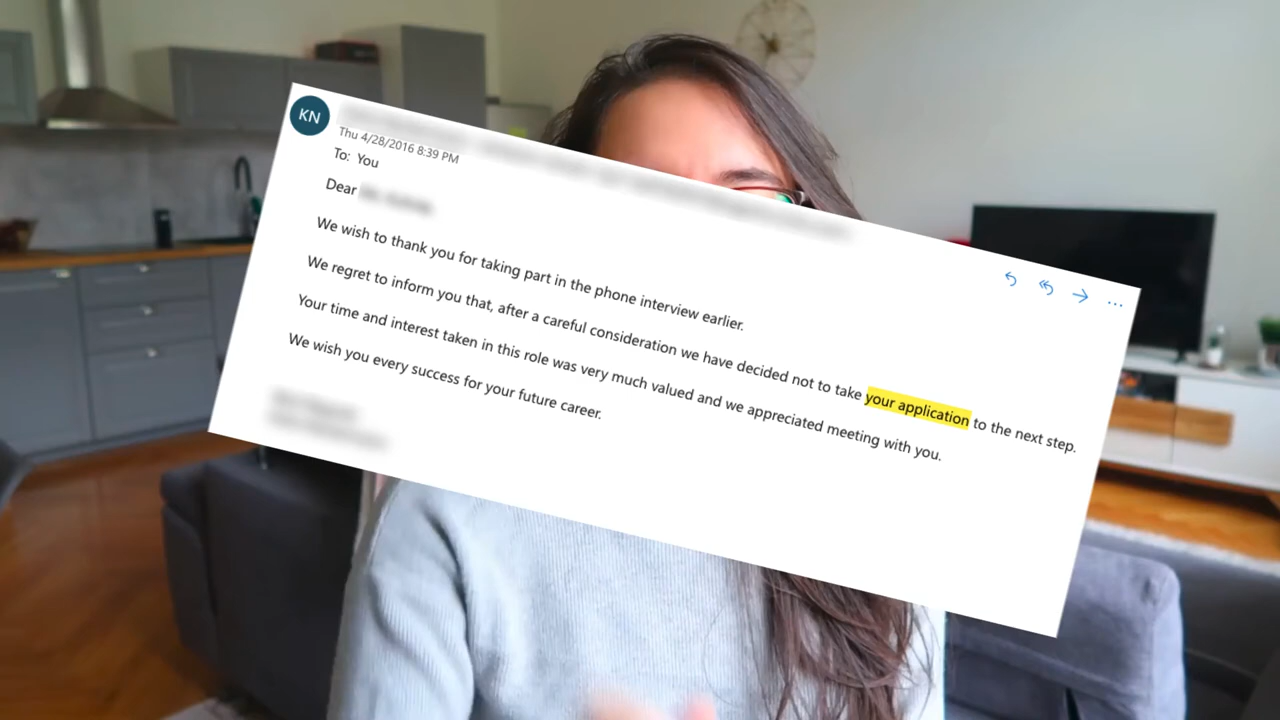 KN
Thu 4/28/2016 8:39 PM
To: You
Dear
We wish to thank you for taking part in the phone interview earlier.
We regret to inform you that, after a careful consideration we have decided not to take your application to the next step.
Your time and interest taken in this role was very much valued and we appreciated meeting with you.
We wish you every success for your future career.